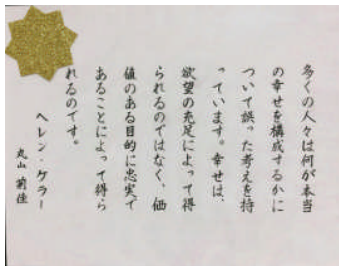 多くの人々は何が本当
の幸せを構成するかに
ついて誤った考えを持
っています。幸せは、
欲望の充足によって得
られるのではなく、価
値のある目的に忠実で
あることによって得ら
れるのです。
ヘレン・ケラー
丸山 莉佳